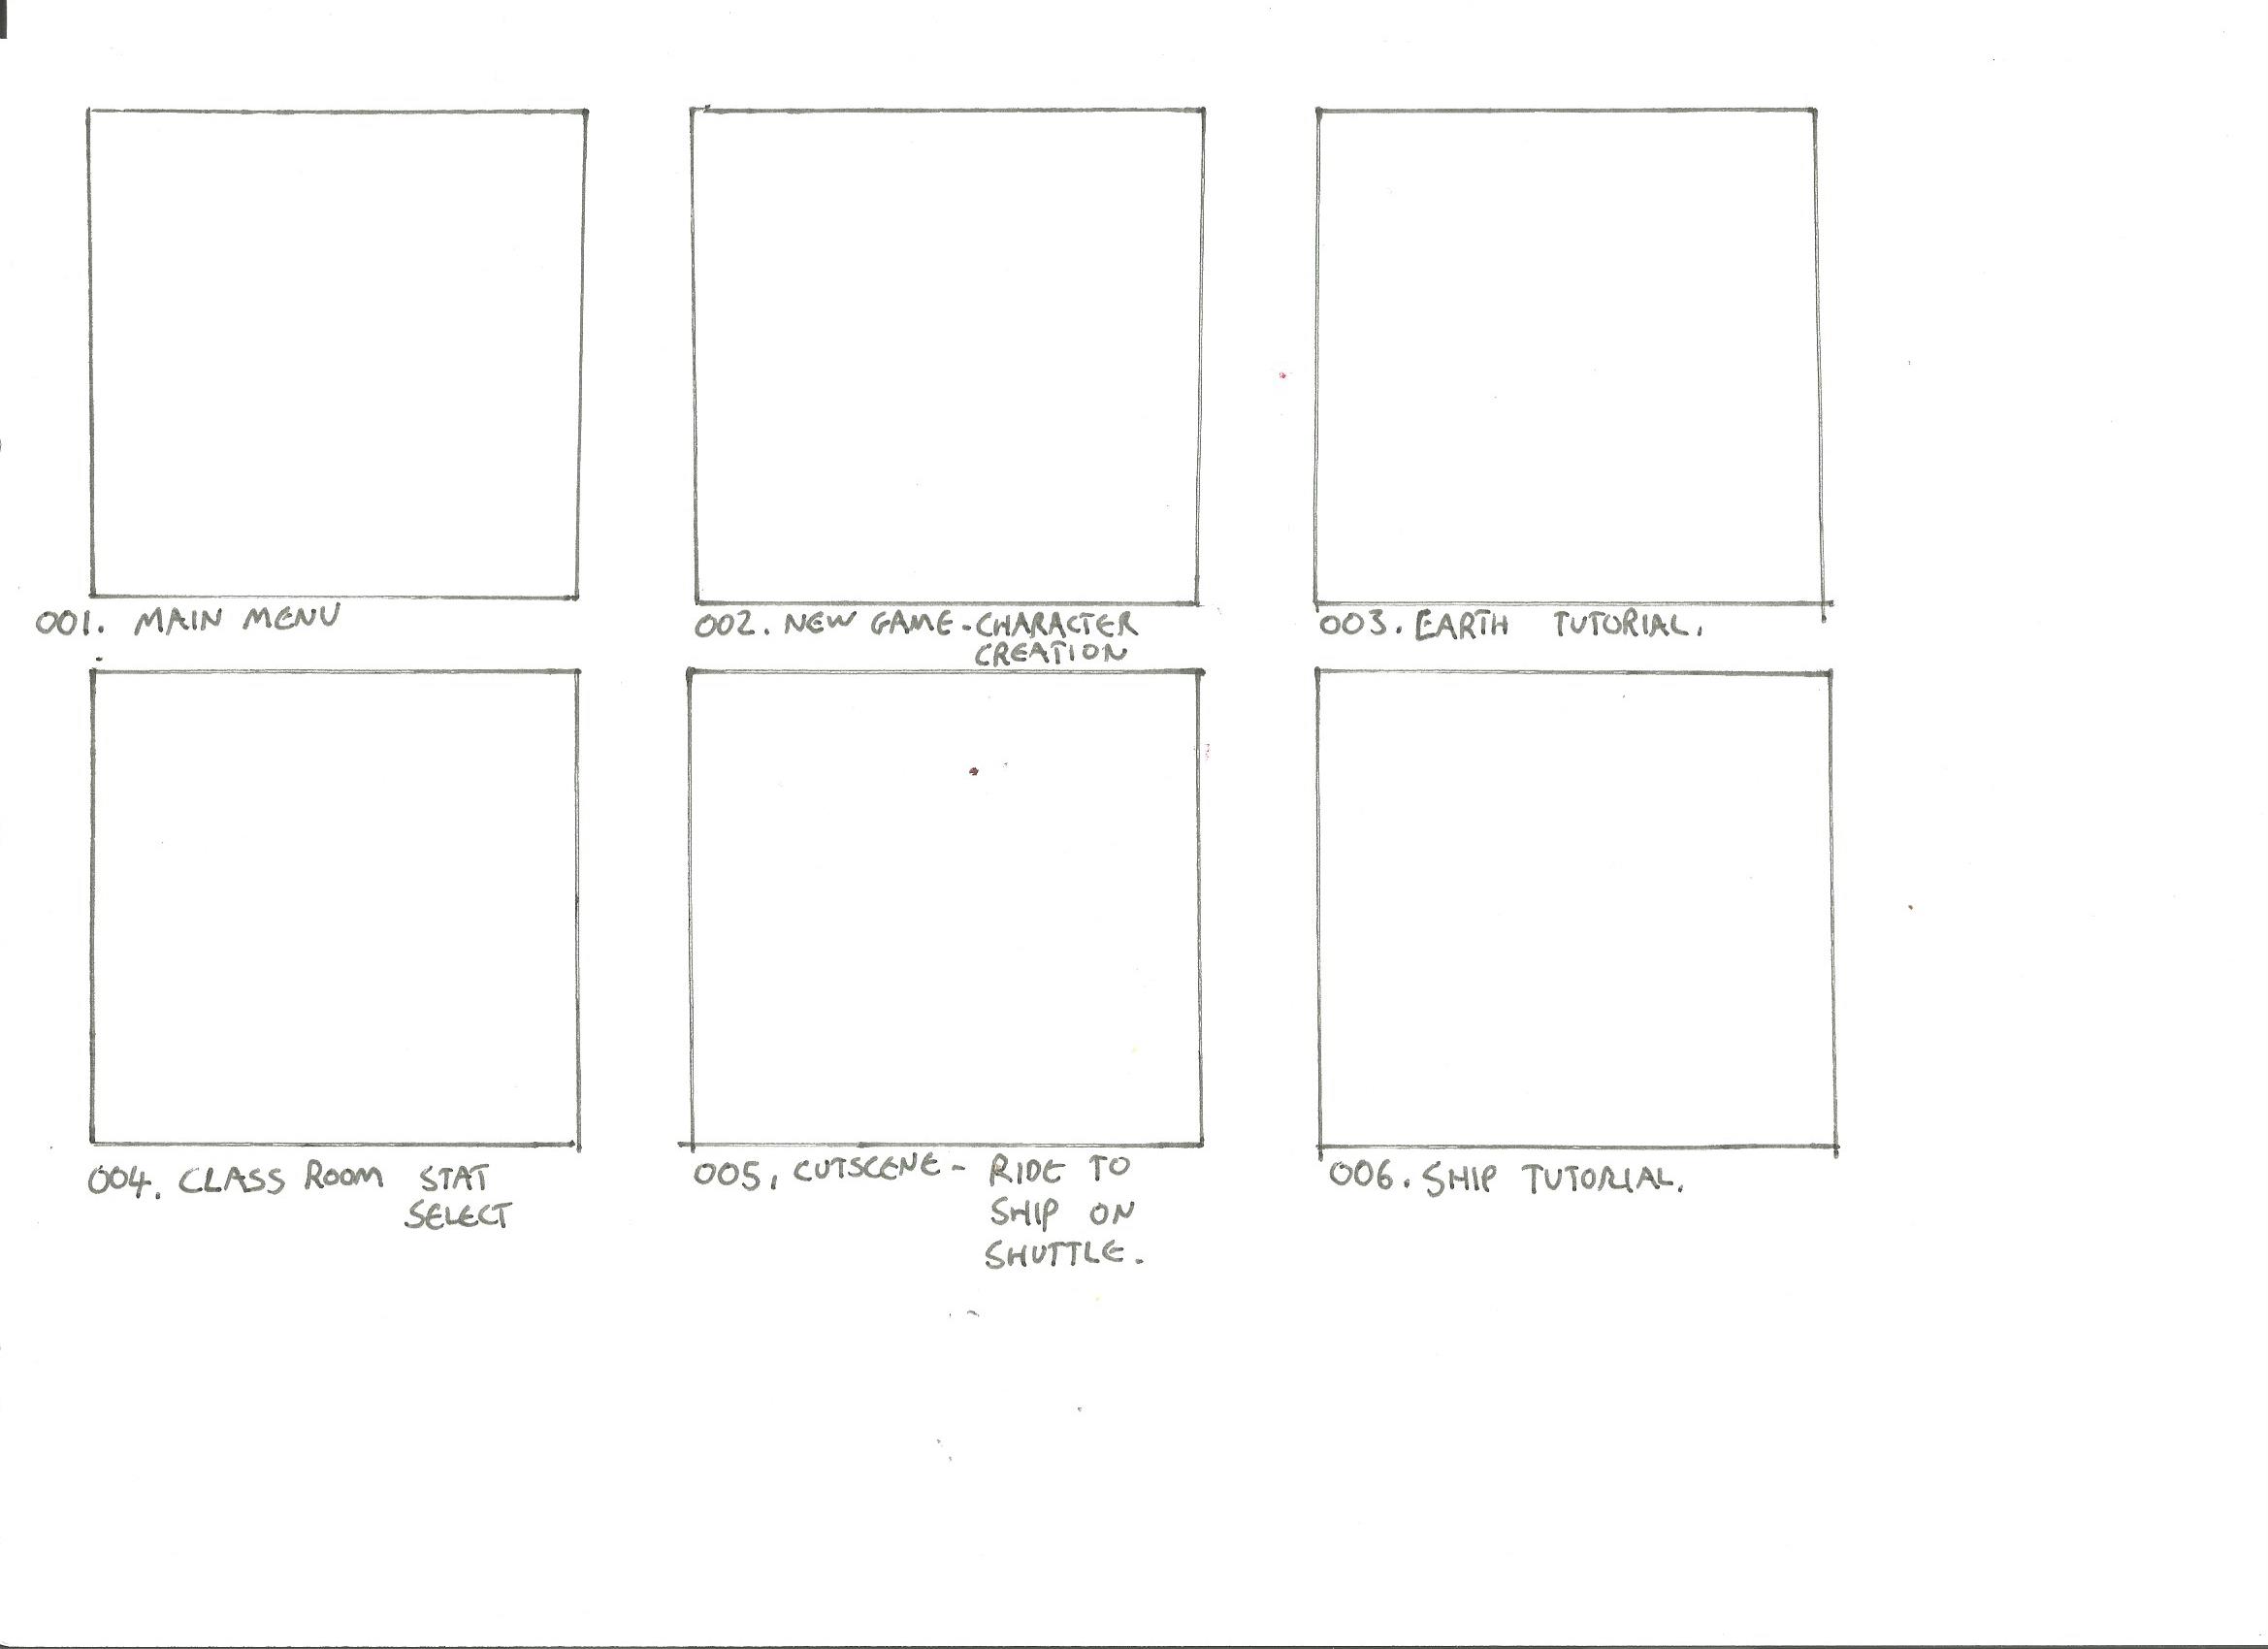 001. MAIN MENU
002. NEW GAME - CHARACTER
CREATION
003. EARTH TUTORIAL.
004. CLASS ROOM STAT
SELECT
005. CUTSCENE - RIDE TO
SHIP ON
SHUTTLE.
006. SHIP TUTORIAL.